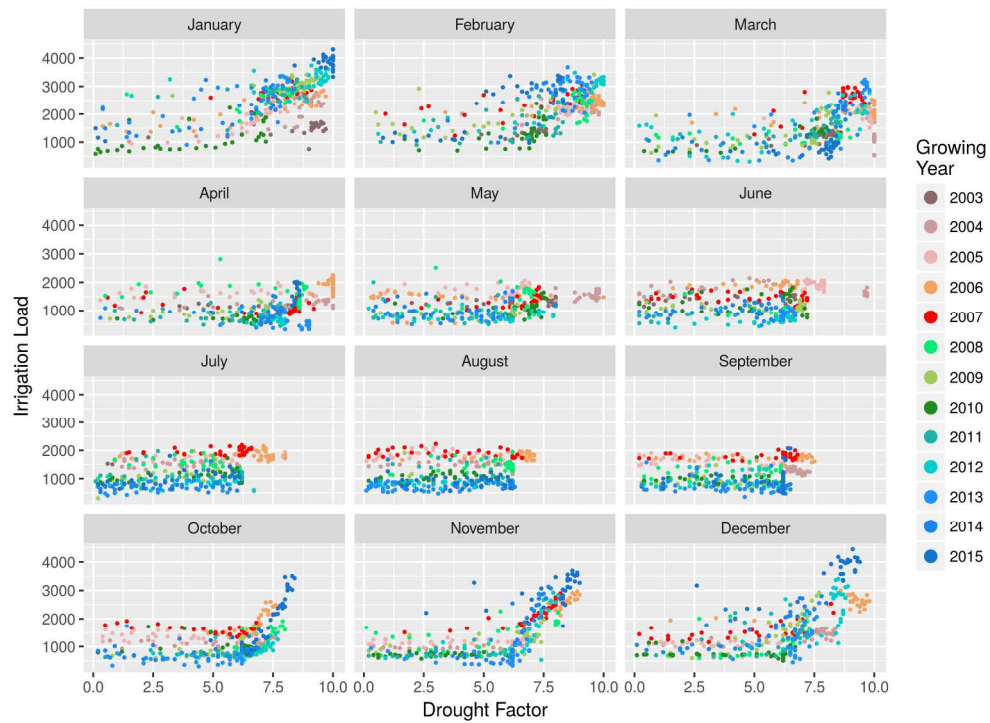 January
February
March
4000
3000
2000
1000
April
May
June
4000
3000
2000
1000
July
August
September
4000
3000
2000
1000
October
November
December
4000
3000
2000
1000
0.0 2.5 5.0 7.5 10.0 0.0 2.5 5.0 7.5 10.0 0.0 2.5 5.0 7.5 10.0
Drought Factor
Irrigation Load
Growing
Year
2003
2004
2005
2006
2007
2008
2009
2010
2011
2012
2013
2014
2015